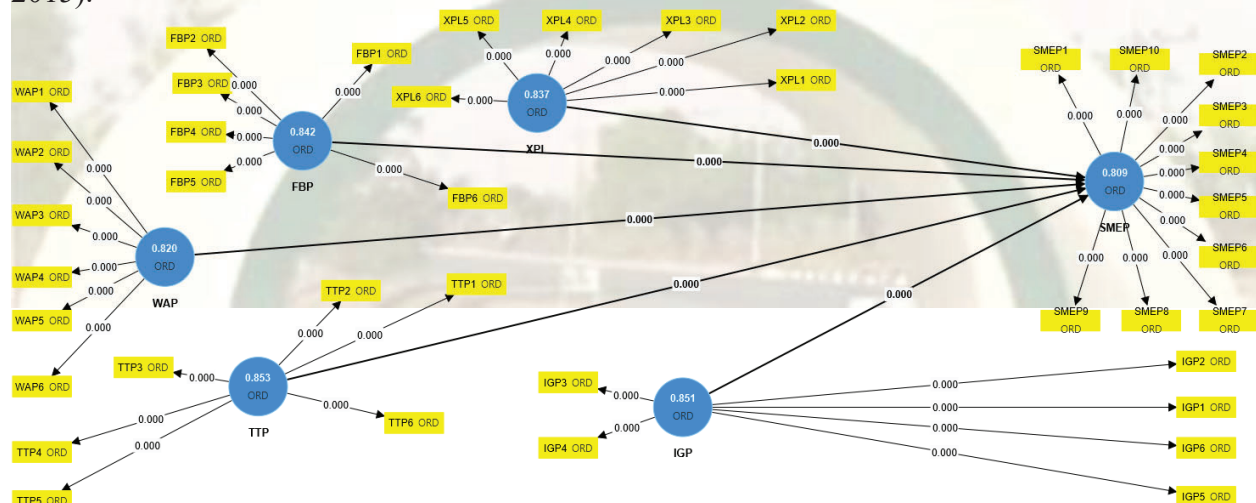 2015).
FBP2 ORD
FBP1 ORD
FBP3 ORD
FBP4 ORD
FBP5 ORD
FBP6 ORD
0.000
0.000
0.000
0.000
0.000
0.000
0.842
ORD
FBP
XPL5 ORD
XPL4 ORD
XPL3 ORD
XPL2 ORD
XPL1 ORD
XPL6 ORD
0.000
0.000
0.000
0.000
0.000
0.000
0.837
ORD
XPL
WAP1 ORD
WAP2 ORD
WAP3 ORD
WAP4 ORD
WAP5 ORD
WAP6 ORD
0.000
0.000
0.000
0.000
0.000
0.000
0.820
ORD
WAP
TTP2 ORD
TTP1 ORD
TTP3 ORD
TTP6 ORD
TTP4 ORD
TTP5 ORD
0.000
0.000
0.000
0.000
0.000
0.000
0.853
ORD
TTP
IGP3 ORD
IGP4 ORD
IGP2 ORD
IGP1 ORD
IGP6 ORD
IGP5 ORD
0.000
0.000
0.000
0.000
0.000
0.000
0.851
ORD
IGP
0.000
0.000
0.000
0.000
0.000
SMEP1
ORD
SMEP10
ORD
SMEP2
ORD
SMEP3
ORD
SMEP4
ORD
SMEP5
ORD
SMEP6
ORD
SMEP7
ORD
SMEP8
ORD
SMEP9
ORD
0.000
0.000
0.000
0.000
0.000
0.000
0.000
0.000
0.000
0.000
0.809
ORD
SMEP